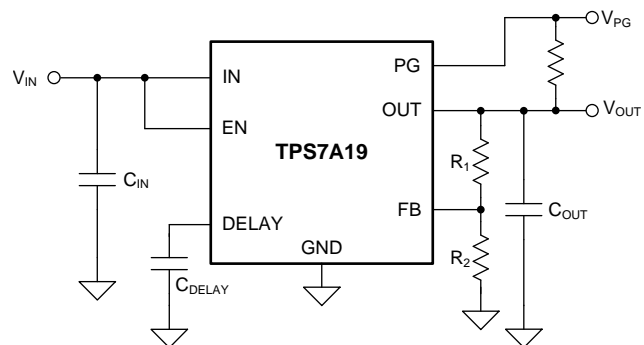 V_PG
V_IN
IN
PG
OUT
V_OUT
EN
TPS7A19
R_1
C_IN
FB
C_OUT
DELAY
R_2
GND
C_DELAY